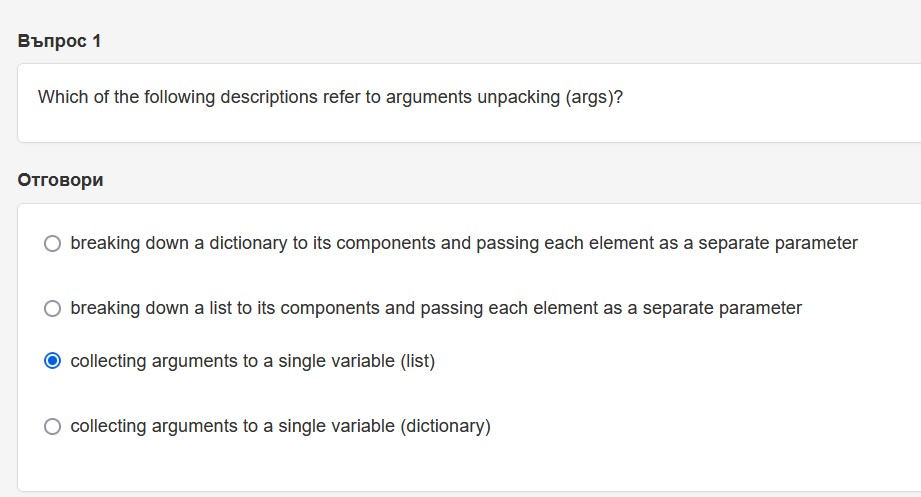 Въпрос 1
Which of the following descriptions refer to arguments unpacking (args)?
Отговори
breaking down a dictionary to its components and passing each element as a separate parameter
breaking down a list to its components and passing each element as a separate parameter
collecting arguments to a single variable (list)
collecting arguments to a single variable (dictionary)